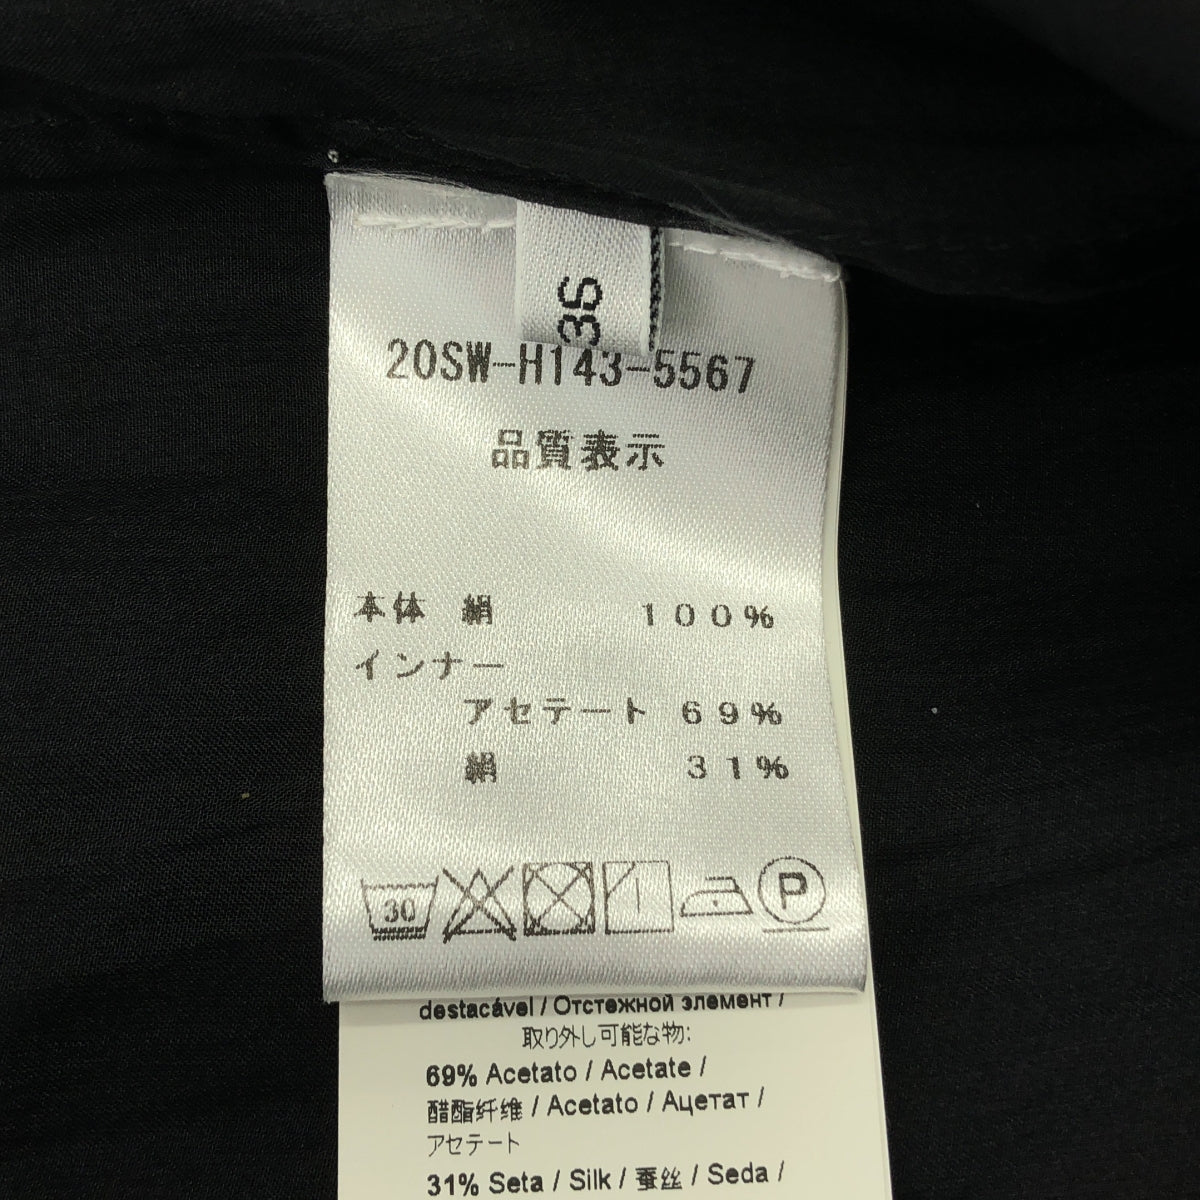 36
20SW-H143-5567
品質表示
本体 絹 100%
インナー
アセテート 69%
絹 31%
30 P
destacável / Отстежной элемент /
取り外し可能な物:
69% Acetato / Acetate /
醋酯纤维 / Acetato / Ацетат /
アセテート
31% Seta / Silk / 蚕丝 / Seda /